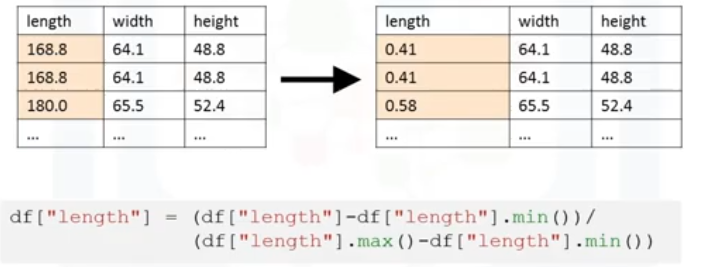 length width height length width height
168.8 64.1 48.8 0.41 64.1 48.8
168.8 64.1 48.8 0.41 64.1 48.8
180.0 65.5 52.4 0.58 65.5 52.4
... ... ... ... ... ...
df["length"] = (df["length"]-df["length"].min())/
(df["length"].max()-df["length"].min())